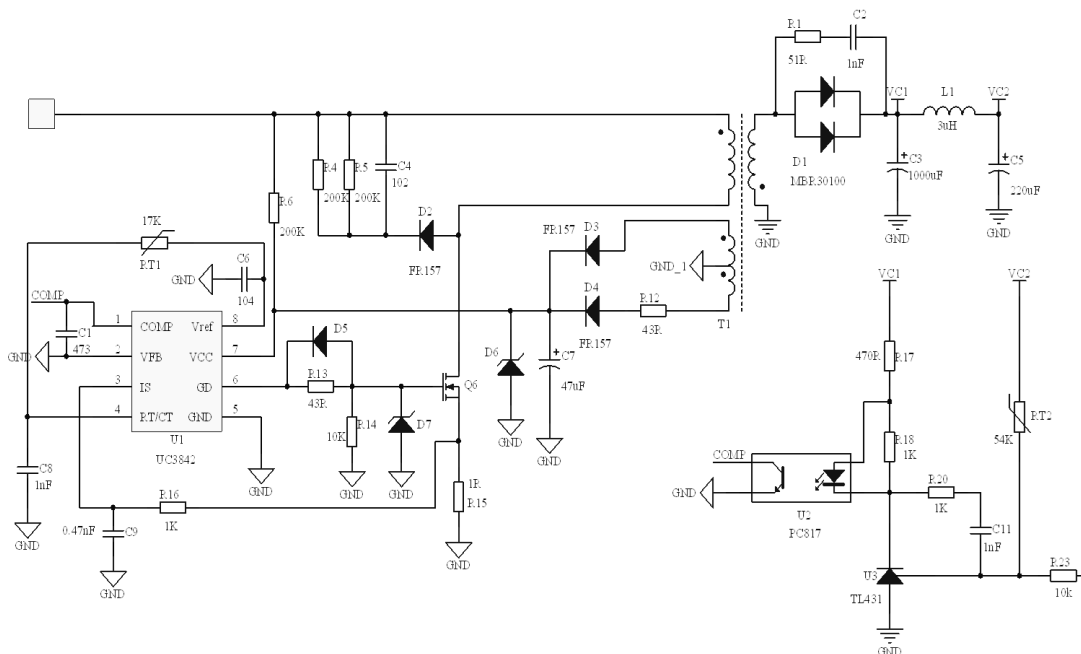 R1
51R
C2
1nF
D1
MBR30100
VC1
L1
3uH
VC2
C3
1000uF
C5
220uF
GND
GND
GND
R4
200K
R5
200K
C4
102
R6
200K
D2
FR157
D3
FR157
GND_1
D4
FR157
R12
43R
T1
17K
RT1
GND
C6
104
COMP
C1
473
GND
1
2
3
4
COMP
VFB
IS
RT/CT
Vref
VCC
GD
GND
8
7
6
5
U1
UC3842
GND
D5
R13
43R
R14
10K
GND
D7
GND
Q6
D6
GND
C7
47uF
GND
C8
1nF
GND
R16
1K
0.47nF
C9
GND
1R
R15
GND
VC1
470R
R17
R18
1K
VC2
RT2
54K
COMP
GND
U2
PC817
R20
1K
C11
1nF
U3
TL431
GND
R23
10k